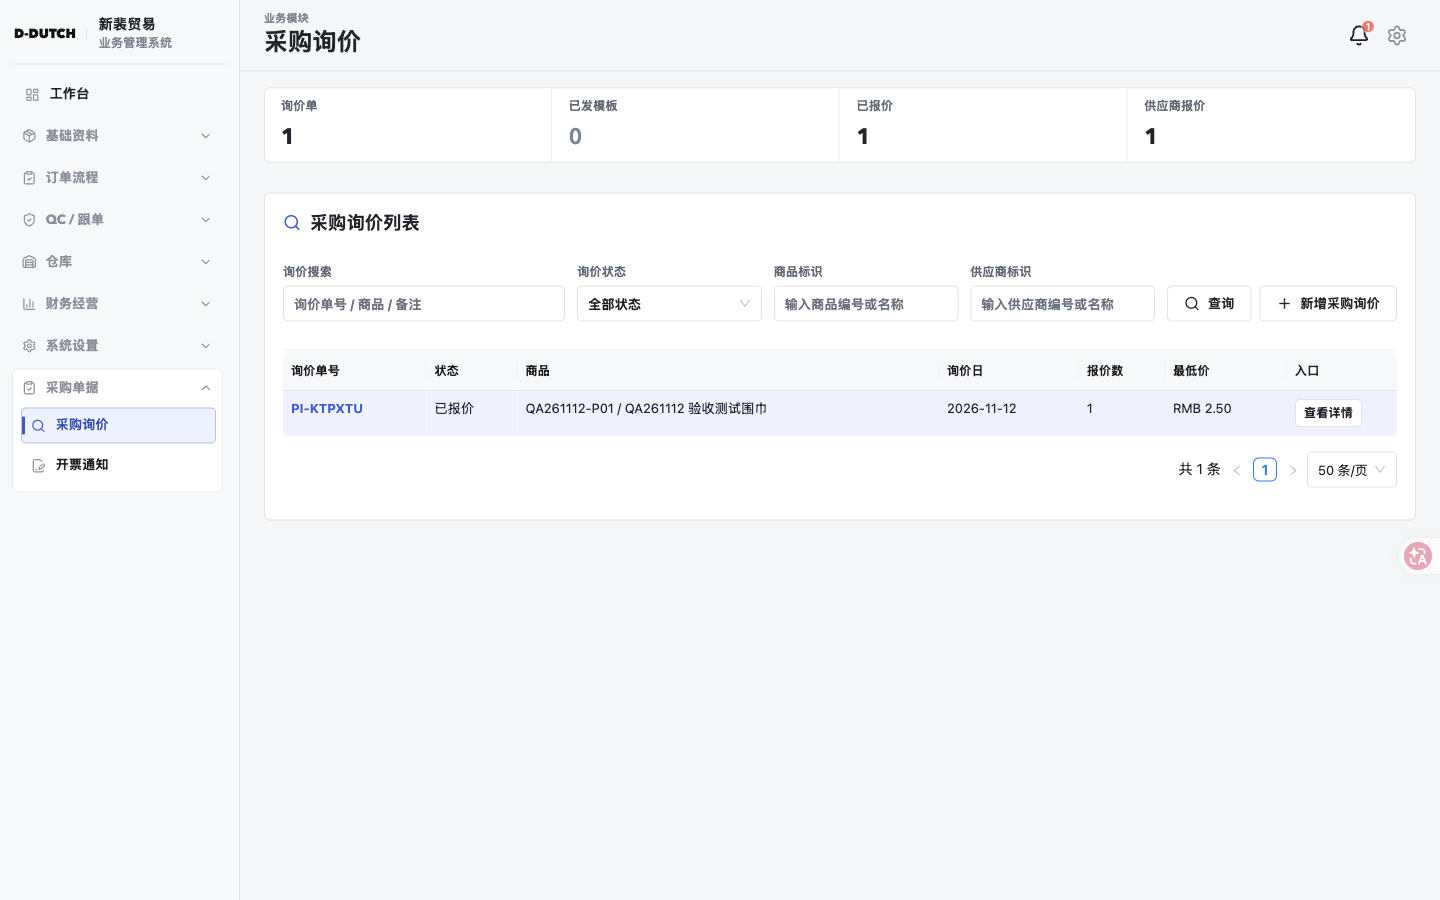 D-DUTCH
新裴贸易
业务管理系统
工作台
基础资料
订单流程
QC / 跟单
仓库
财务经营
系统设置
采购单据
采购询价
开票通知
业务模块
采购询价
1
询价单
1
已发模板
0
已报价
1
供应商报价
1
采购询价列表
询价搜索
询价单号 / 商品 / 备注
询价状态
全部状态
商品标识
输入商品编号或名称
供应商标识
输入供应商编号或名称
查询
新增采购询价
询价单号 状态 商品 询价日 报价数 最低价 入口
PI-KTPXTU 已报价 QA261112-P01 / QA261112 验收测试围巾 2026-11-12 1 RMB 2.50 查看详情
共 1 条 1 50 条/页